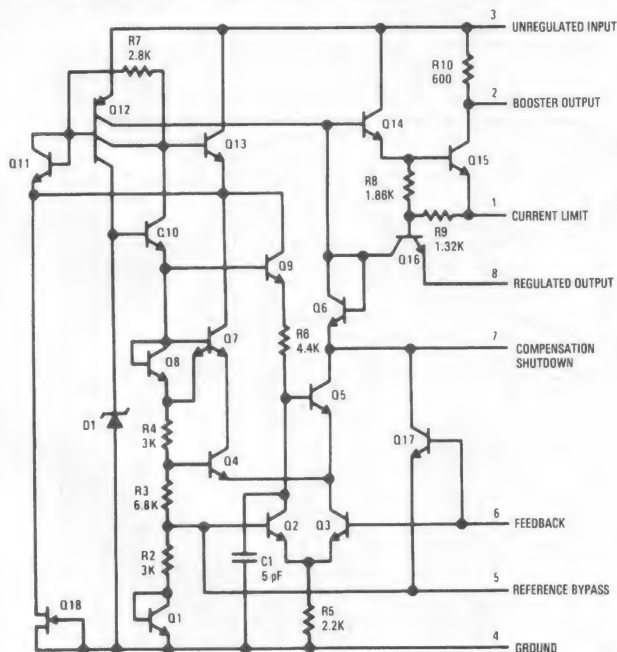 3 UNREGULATED INPUT
R7
2.8K
R10
600
Q12
2 BOOSTER OUTPUT
Q14
Q11
Q13
Q15
R8
1.86K
1 CURRENT LIMIT
R9
1.32K
Q10
Q16
Q9
8 REGULATED OUTPUT
Q6
R6
4.4K
Q7
7
COMPENSATION
SHUTDOWN
Q8
Q5
D1
R4
3K
Q17
Q4
R3
6.8K
6 FEEDBACK
Q2
Q3
R2
3K
C1
5 pF
5 REFERENCE BYPASS
Q18
Q1
R5
2.2K
4 GROUND